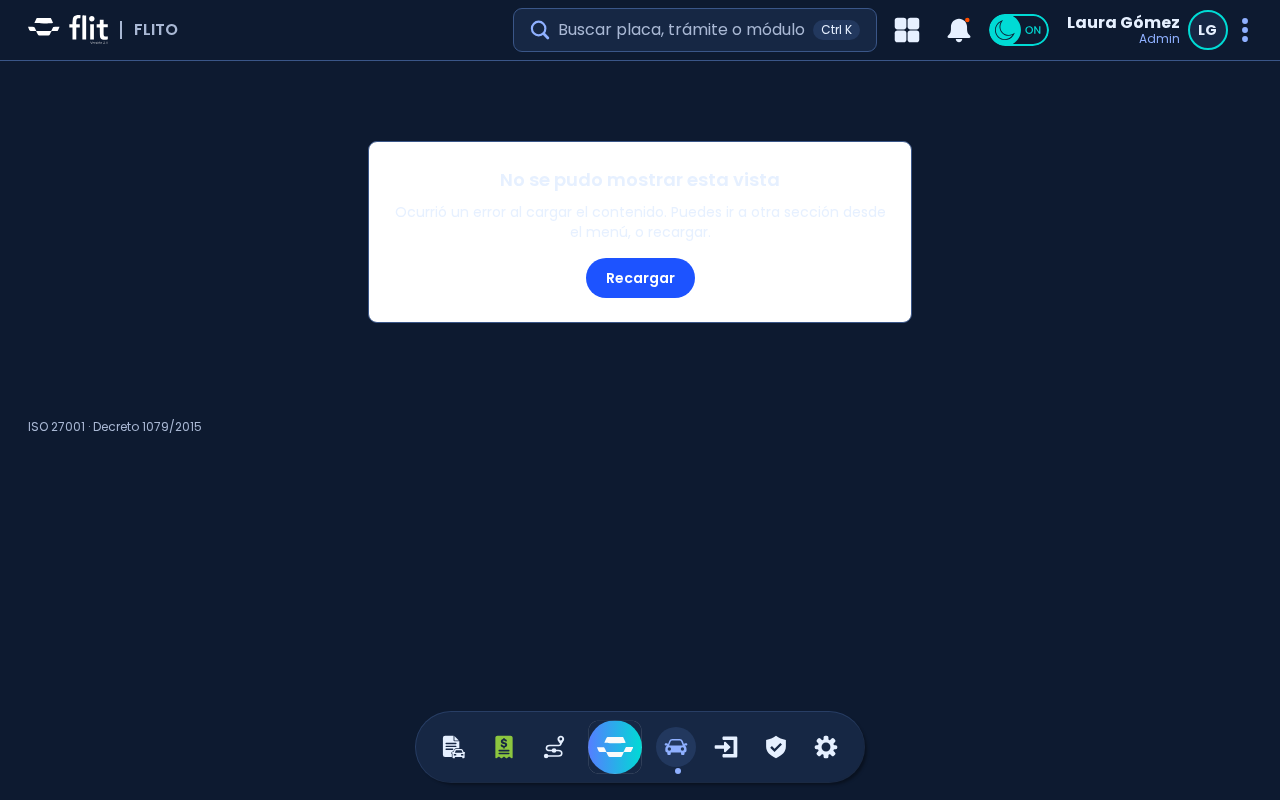 flit
FLITO
Buscar placa, trámite o módulo
Ctrl K
ON
Laura Gómez
Admin
LG
No se pudo mostrar esta vista
Ocurrió un error al cargar el contenido. Puedes ir a otra sección desde
el menú, o recargar.
Recargar
ISO 27001 · Decreto 1079/2015